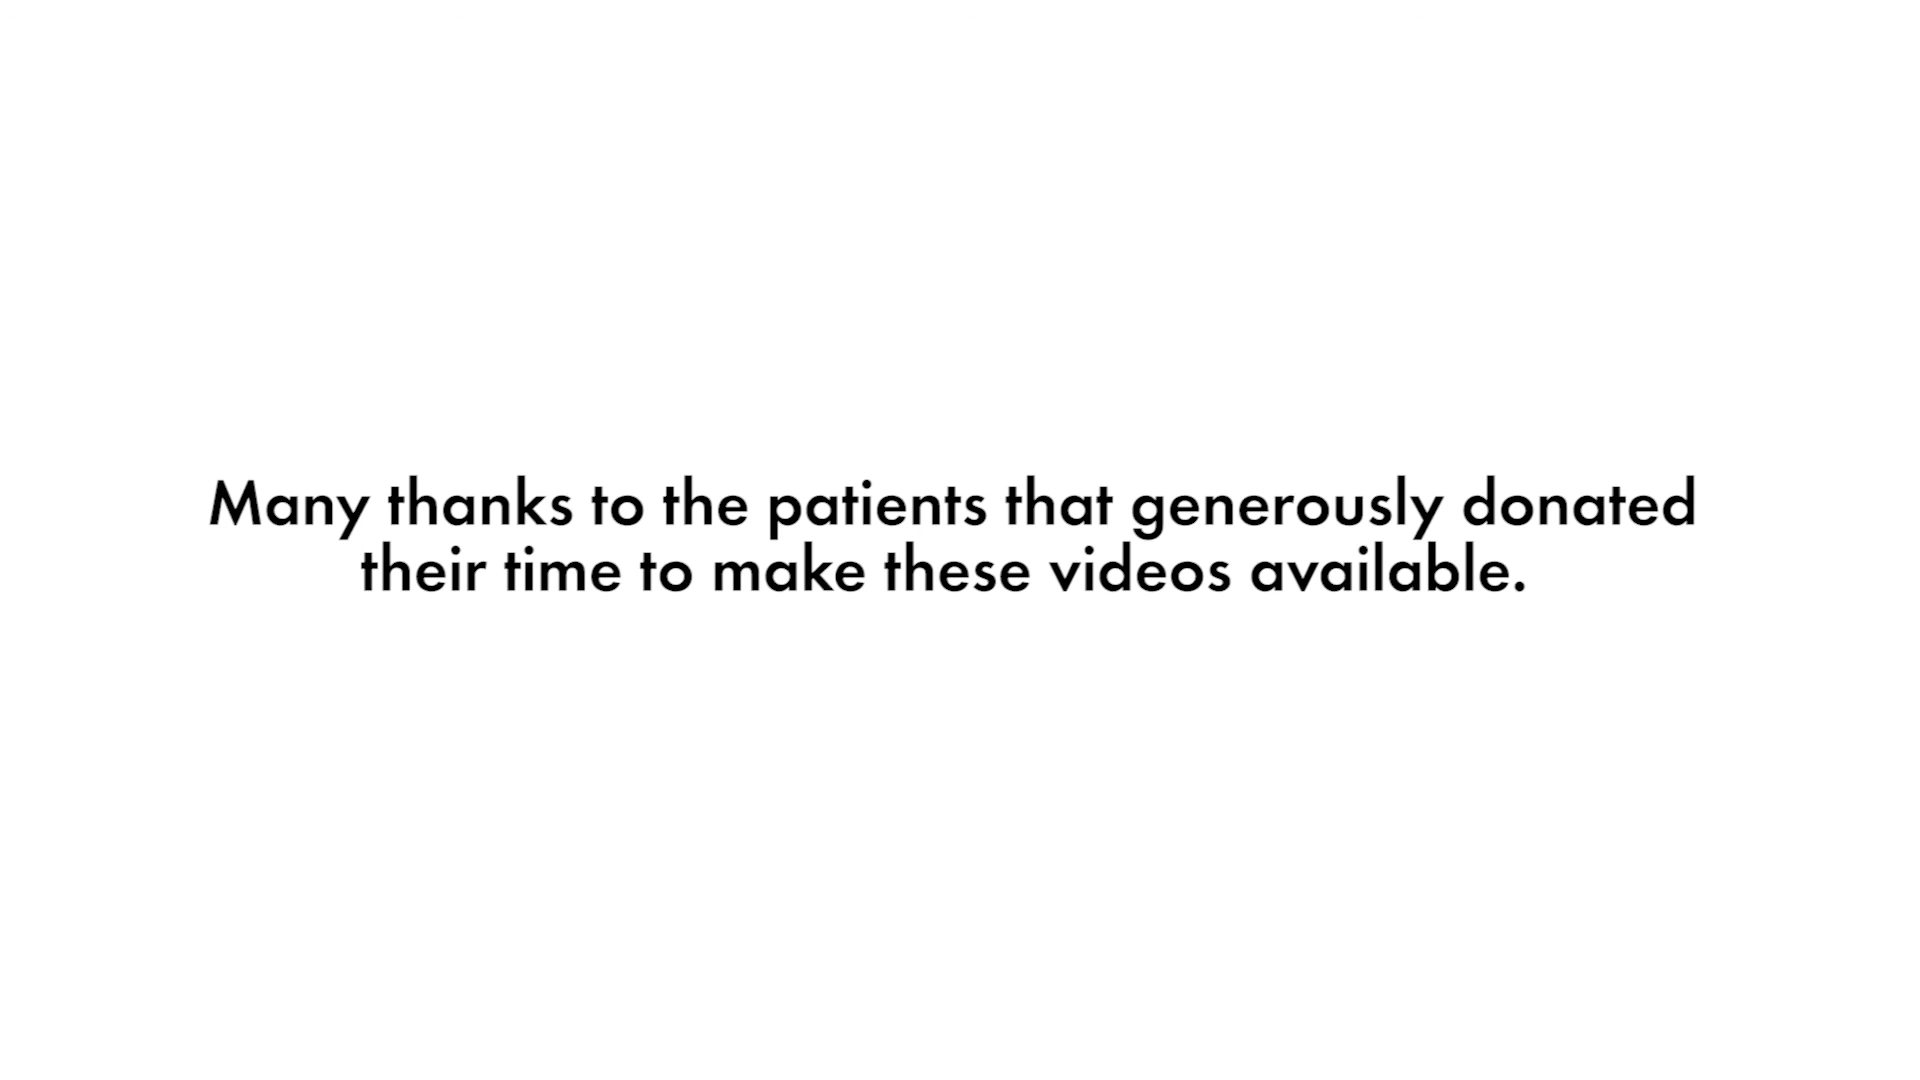 Many thanks to the patients that generously donated
their time to make these videos available.